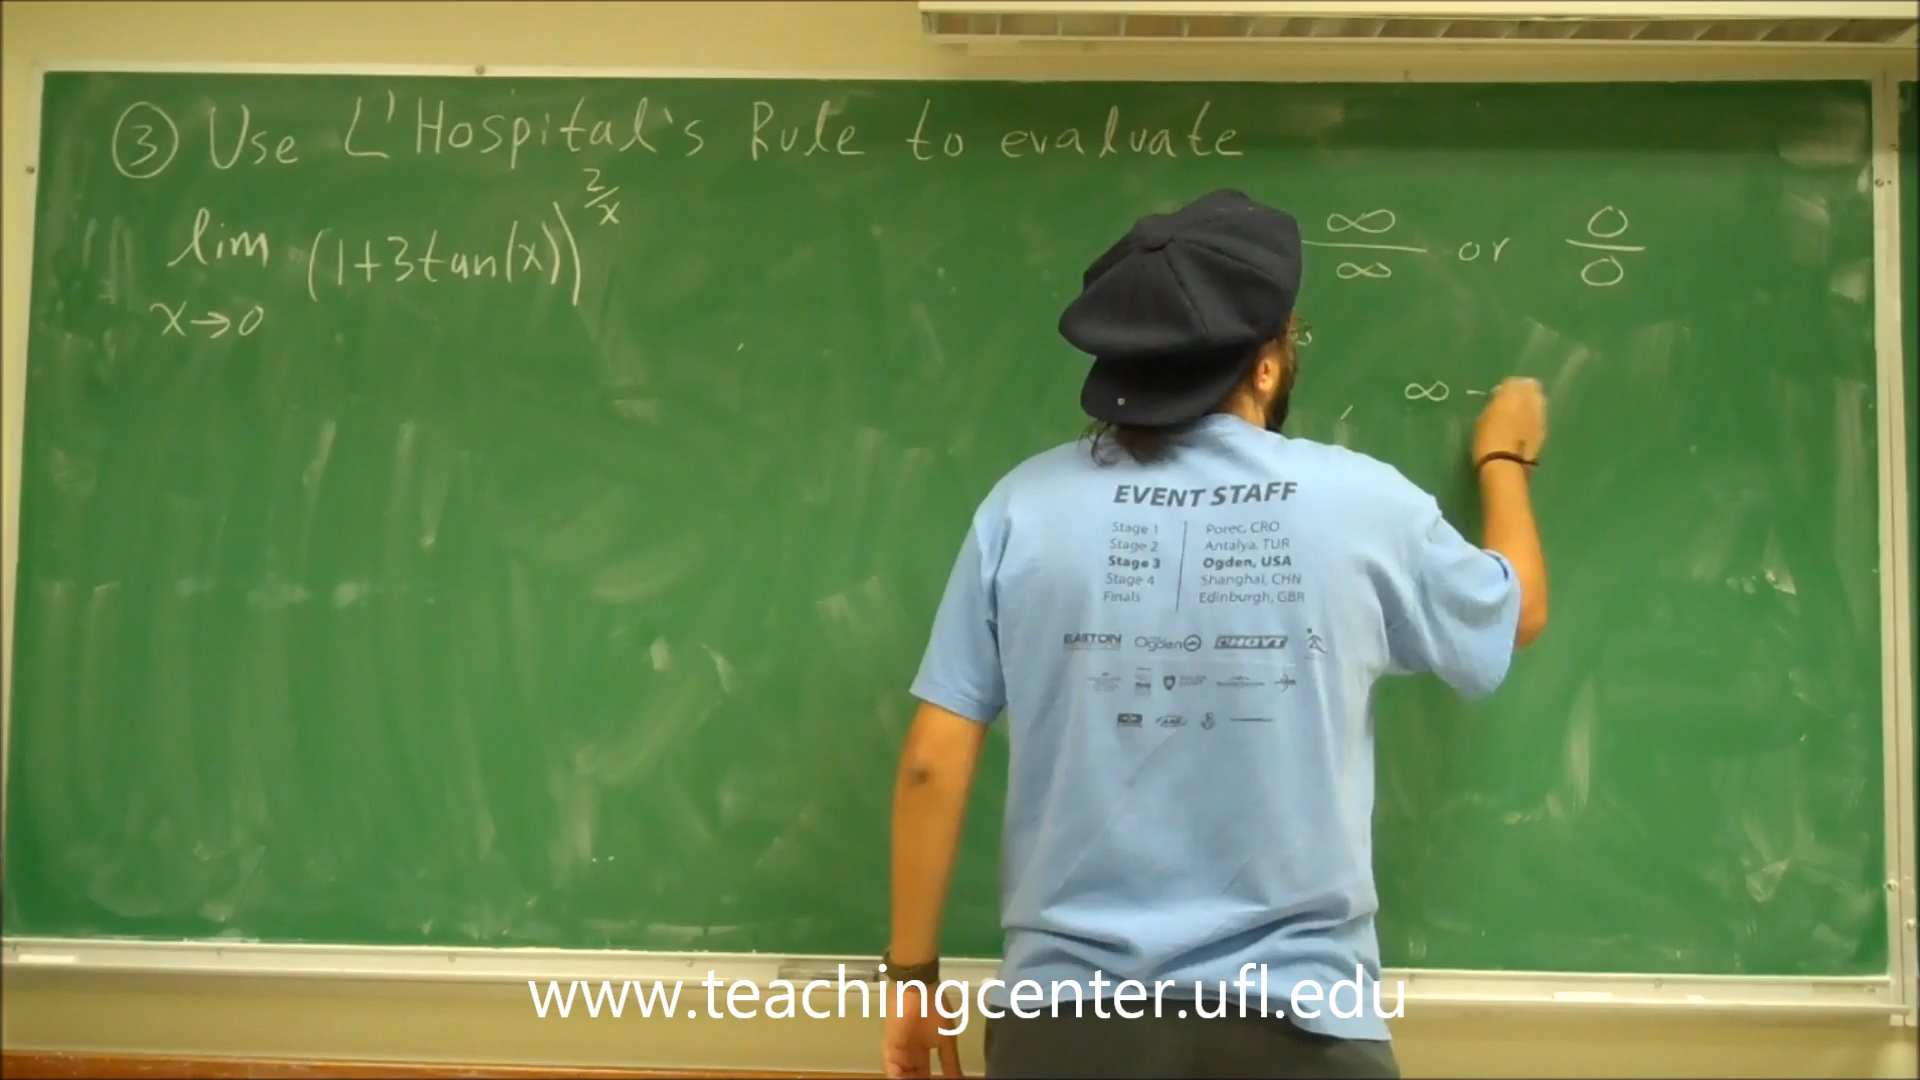 ③ Use L'Hospital's Rule to evaluate
lim (1+3tan(x))^{2/x}
x→0
∞/∞ or 0/0
∞ -
EVENT STAFF
Stage 1 Porec, CRO
Stage 2 Antalya, TUR
Stage 3 Ogden, USA
Stage 4 Shanghai, CHN
Finals Edinburgh, GBR
EASTON Ogden HOYT
www.teachingcenter.ufl.edu